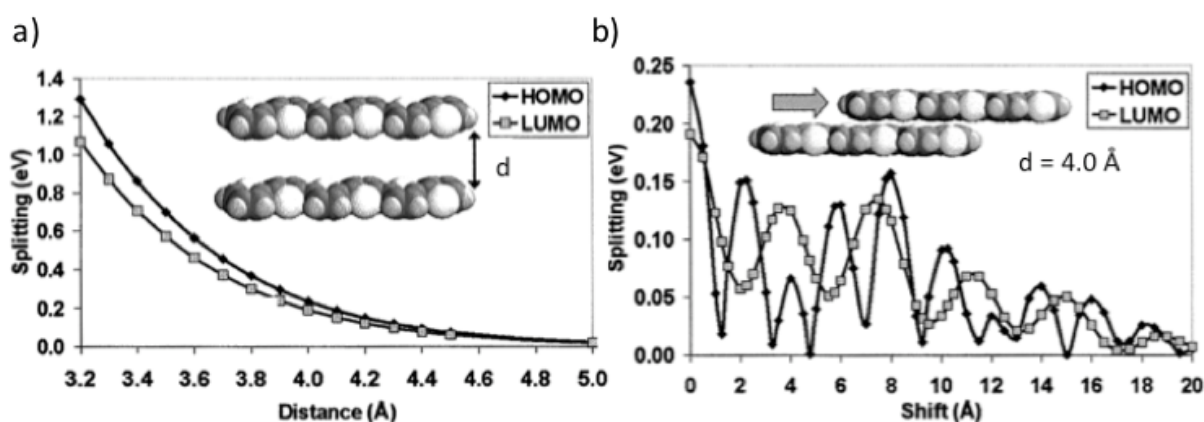 a)
b)
1.4
1.2
1.0
0.8
0.6
0.4
0.2
0.0
Splitting (eV)
HOMO
LUMO
d
3.2 3.4 3.6 3.8 4.0 4.2 4.4 4.6 4.8 5.0
Distance (Å)
0.25
0.20
0.15
0.10
0.05
0.00
Splitting (eV)
HOMO
LUMO
d = 4.0 Å
0 2 4 6 8 10 12 14 16 18 20
Shift (Å)